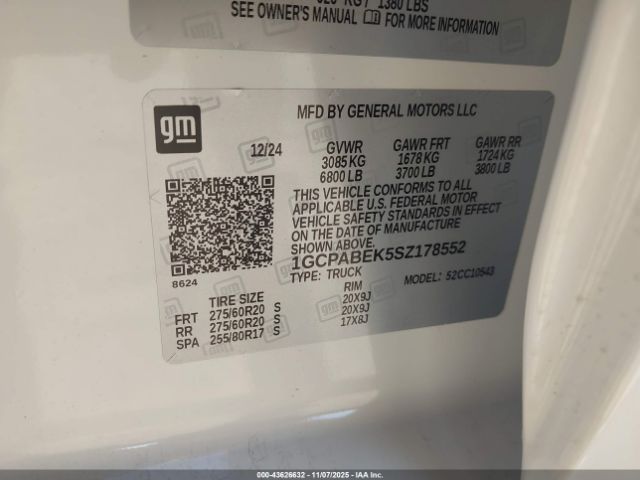 KG / 1380 LBS
SEE OWNER'S MANUAL FOR MORE INFORMATION
gm
MFD BY GENERAL MOTORS LLC
12/24 GVWR GAWR FRT GAWR RR
3085 KG 1678 KG 1724 KG
6800 LB 3700 LB 3800 LB
THIS VEHICLE CONFORMS TO ALL
APPLICABLE U.S. FEDERAL MOTOR
VEHICLE SAFETY STANDARDS IN EFFECT
ON THE DATE OF MANUFACTURE
SHOWN ABOVE.
1GCPABEK5SZ178552
TYPE: TRUCK MODEL: 52CC10543
8624
TIRE SIZE RIM
FRT 275/60R20 S 20X9J
RR 275/60R20 S 20X9J
SPA 255/80R17 S 17X8J
000-43626632 - 11/07/2025 - IAA, Inc.